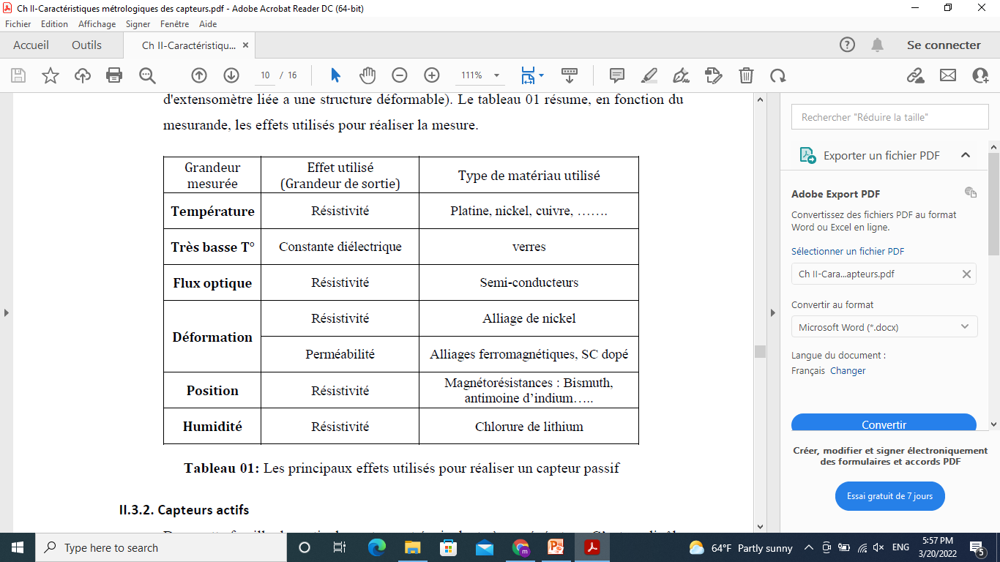 Ch II-Caractéristiques métrologiques des capteurs.pdf - Adobe Acrobat Reader DC (64-bit)
Fichier Edition Affichage Signer Fenêtre Aide
Accueil Outils Ch II-Caractéristiqu... Se connecter
10 / 16 111%
d'extensomètre liée a une structure déformable). Le tableau 01 résume, en fonction du
mesurande, les effets utilisés pour réaliser la mesure.
Grandeur mesurée
Effet utilisé
(Grandeur de sortie)
Type de matériau utilisé
Température Résistivité Platine, nickel, cuivre, …….
Très basse T° Constante diélectrique verres
Flux optique Résistivité Semi-conducteurs
Déformation
Résistivité Alliage de nickel
Perméabilité Alliages ferromagnétiques, SC dopé
Position Résistivité
Magnétorésistances : Bismuth,
antimoine d’indium…..
Humidité Résistivité Chlorure de lithium
Tableau 01: Les principaux effets utilisés pour réaliser un capteur passif
II.3.2. Capteurs actifs
Rechercher "Réduire la taille"
Exporter un fichier PDF
Adobe Export PDF
Convertissez des fichiers PDF au format
Word ou Excel en ligne.
Sélectionner un fichier PDF
Ch II-Cara...apteurs.pdf
Convertir au format
Microsoft Word (*.docx)
Langue du document :
Français Changer
Convertir
Créer, modifier et signer électroniquement
des formulaires et accords PDF
Essai gratuit de 7 jours
Type here to search
64°F Partly sunny
ENG
5:57 PM
3/20/2022
5